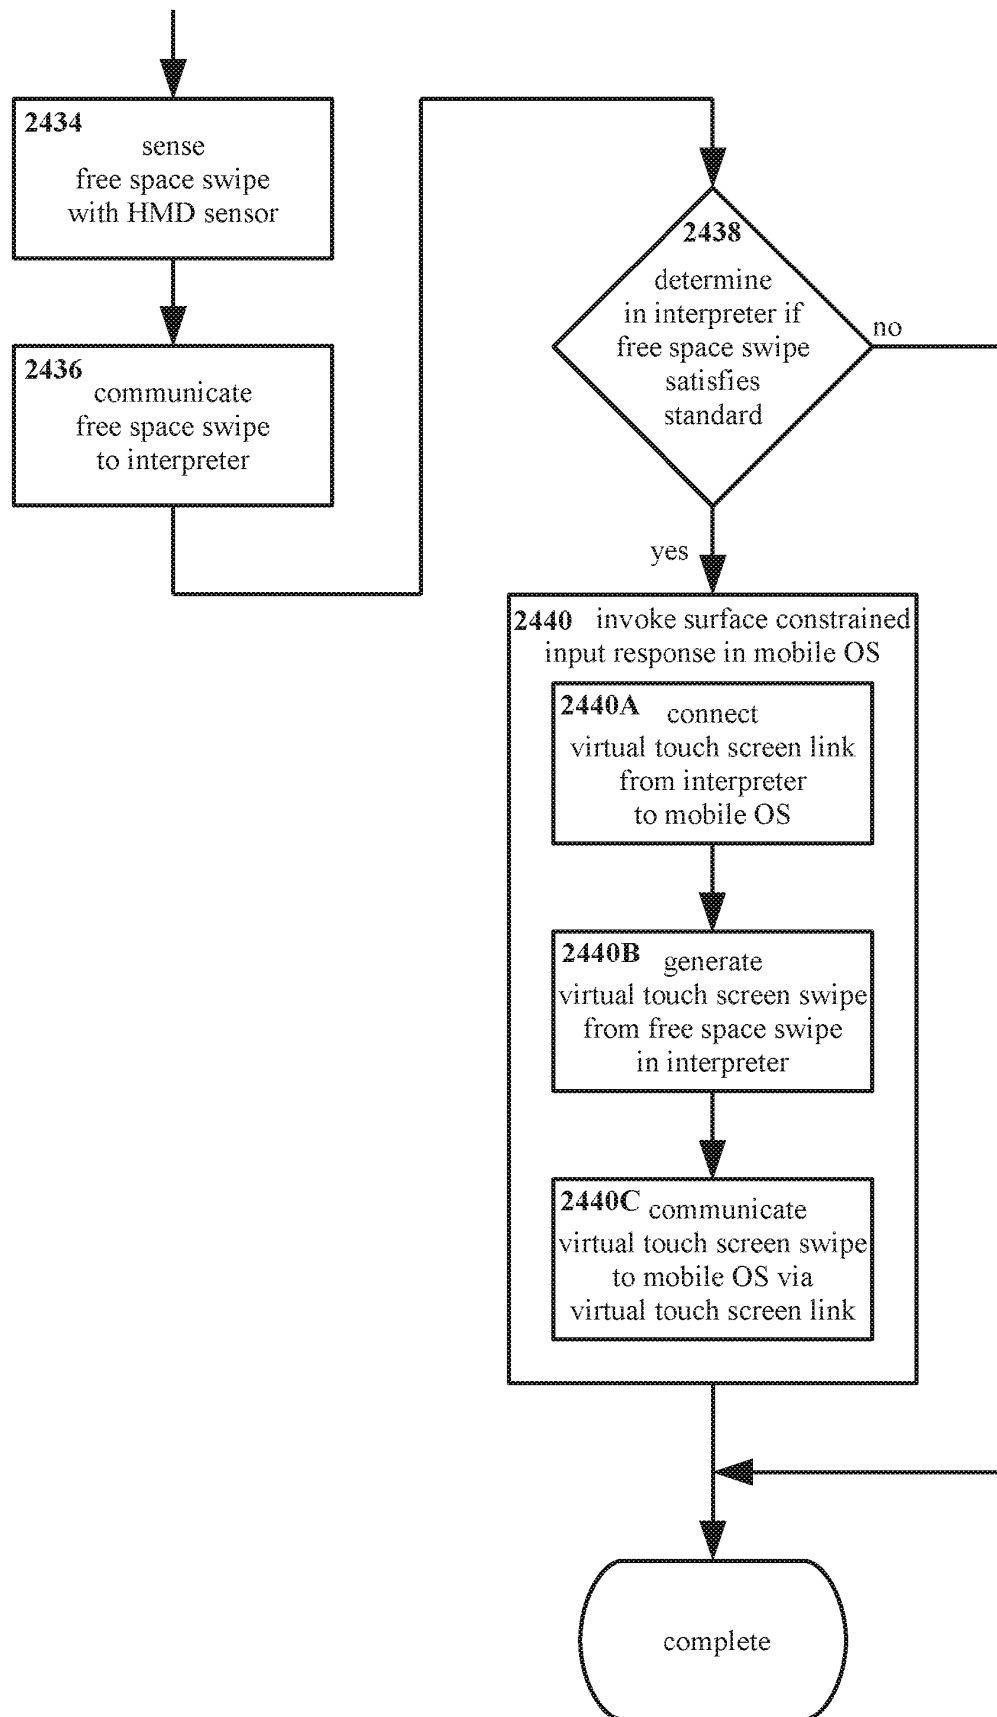 2434
sense
free space swipe
with HMD sensor
2436
communicate
free space swipe
to interpreter
2438
determine
in interpreter if
free space swipe
satisfies
standard
no
yes
2440 invoke surface constrained
input response in mobile OS
2440A connect
virtual touch screen link
from interpreter
to mobile OS
2440B generate
virtual touch screen swipe
from free space swipe
in interpreter
2440C communicate
virtual touch screen swipe
to mobile OS via
virtual touch screen link
complete